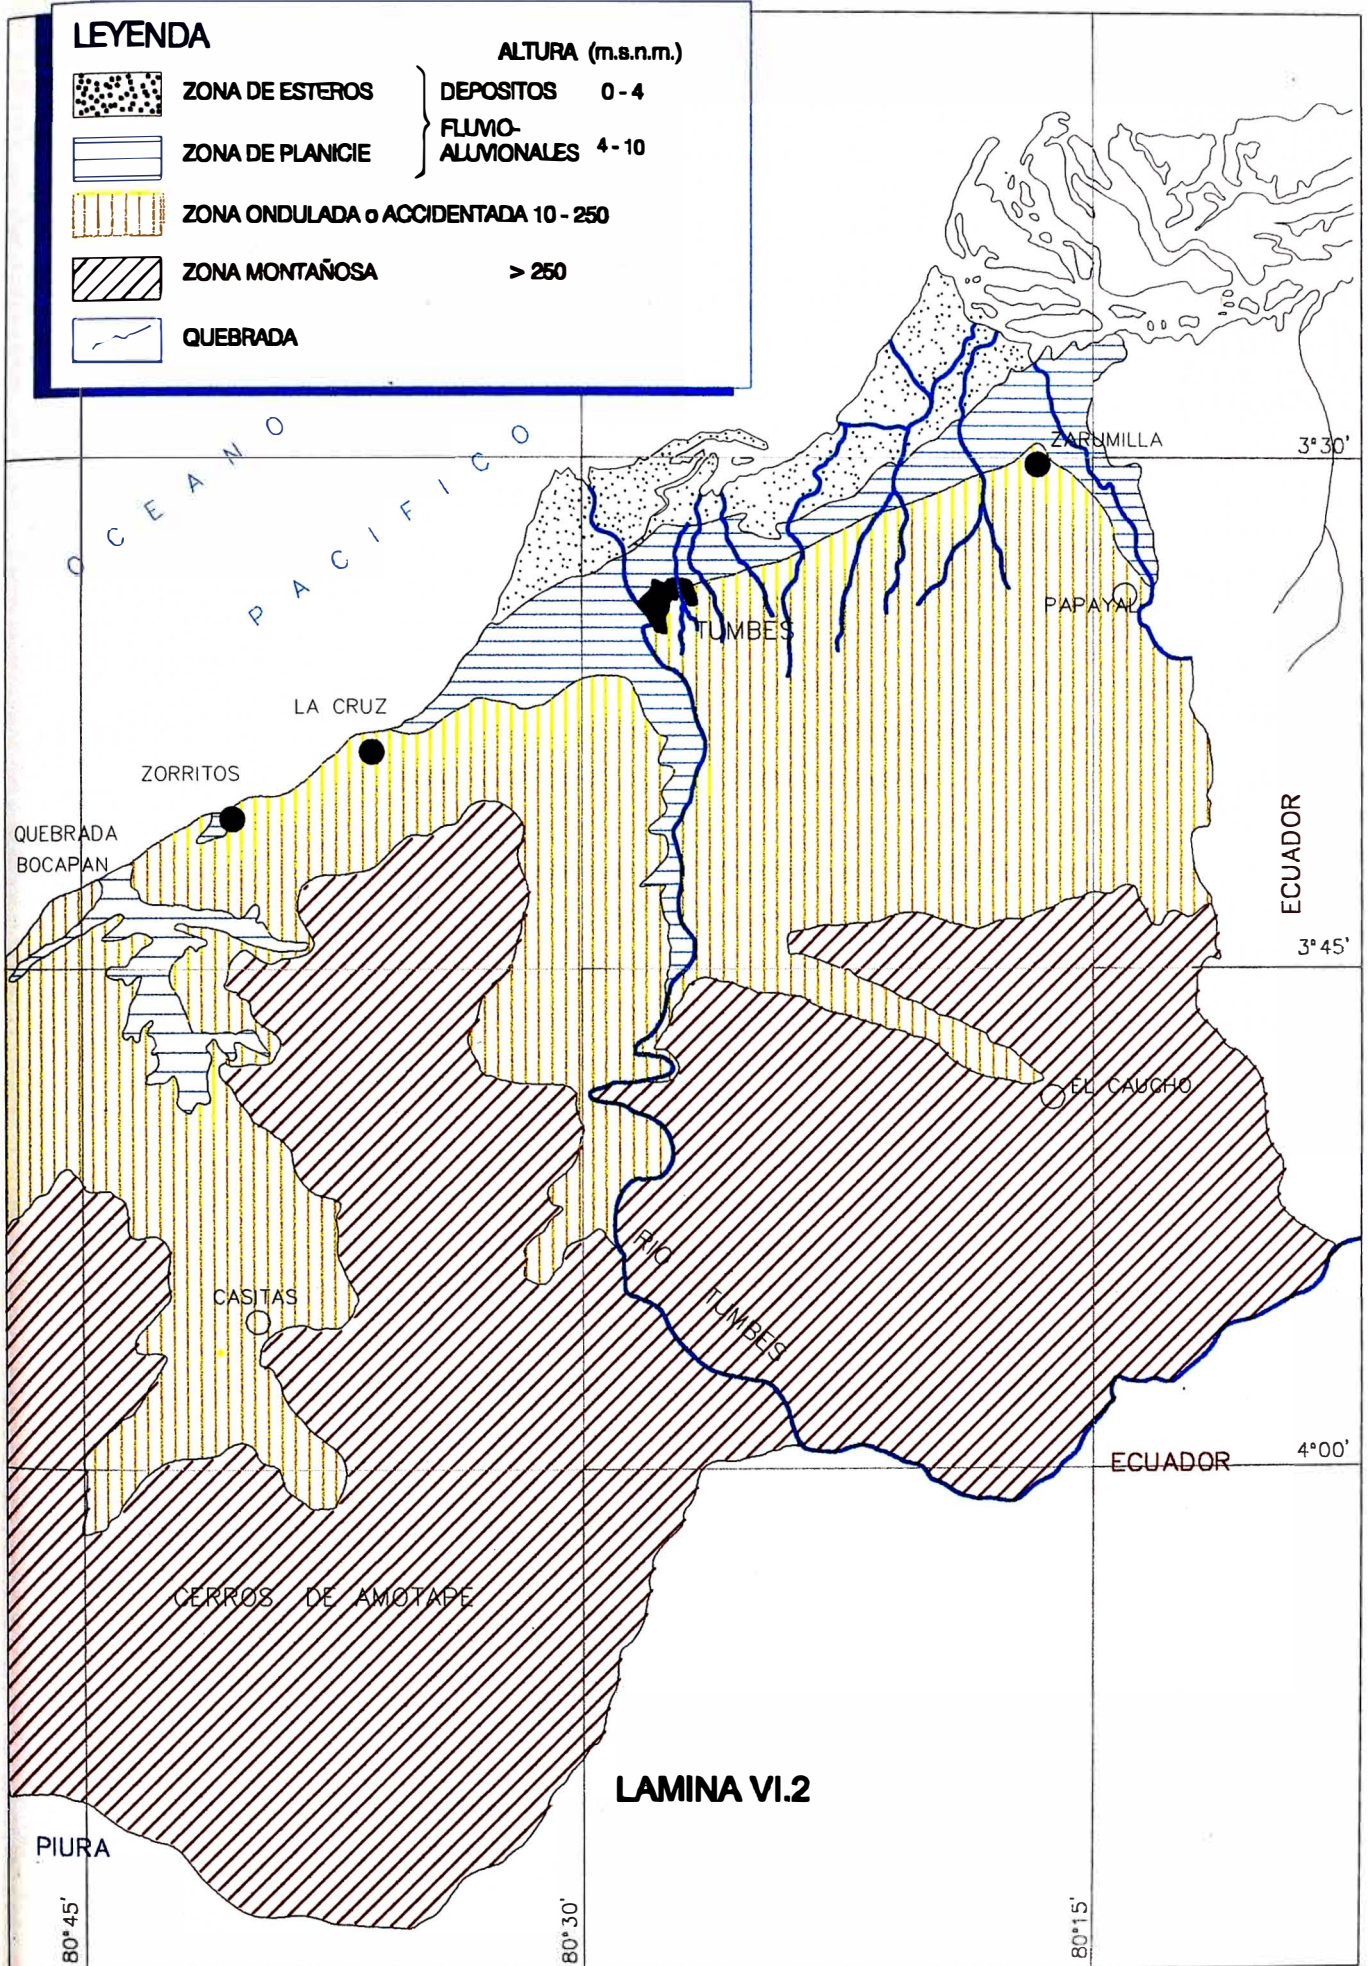 LEYENDA
ALTURA (m.s.n.m.)
ZONA DE ESTEROS
DEPOSITOS 0 - 4
FLUVIO-
ZONA DE PLANICIE
ALUVIONALES 4 - 10
ZONA ONDULADA o ACCIDENTADA 10 - 250
ZONA MONTAÑOSA > 250
QUEBRADA
OCEANO
PACIFICO
ZARUMILLA
3°30'
PAPAYAL
TUMBES
LA CRUZ
ZORRITOS
QUEBRADA
BOCAPAN
ECUADOR
3°45'
EL CAUCHO
RIO TUMBES
CASITAS
4°00'
ECUADOR
CERROS DE AMOTAPE
LAMINA VI.2
PIURA
80°45'
80°30'
80°15'